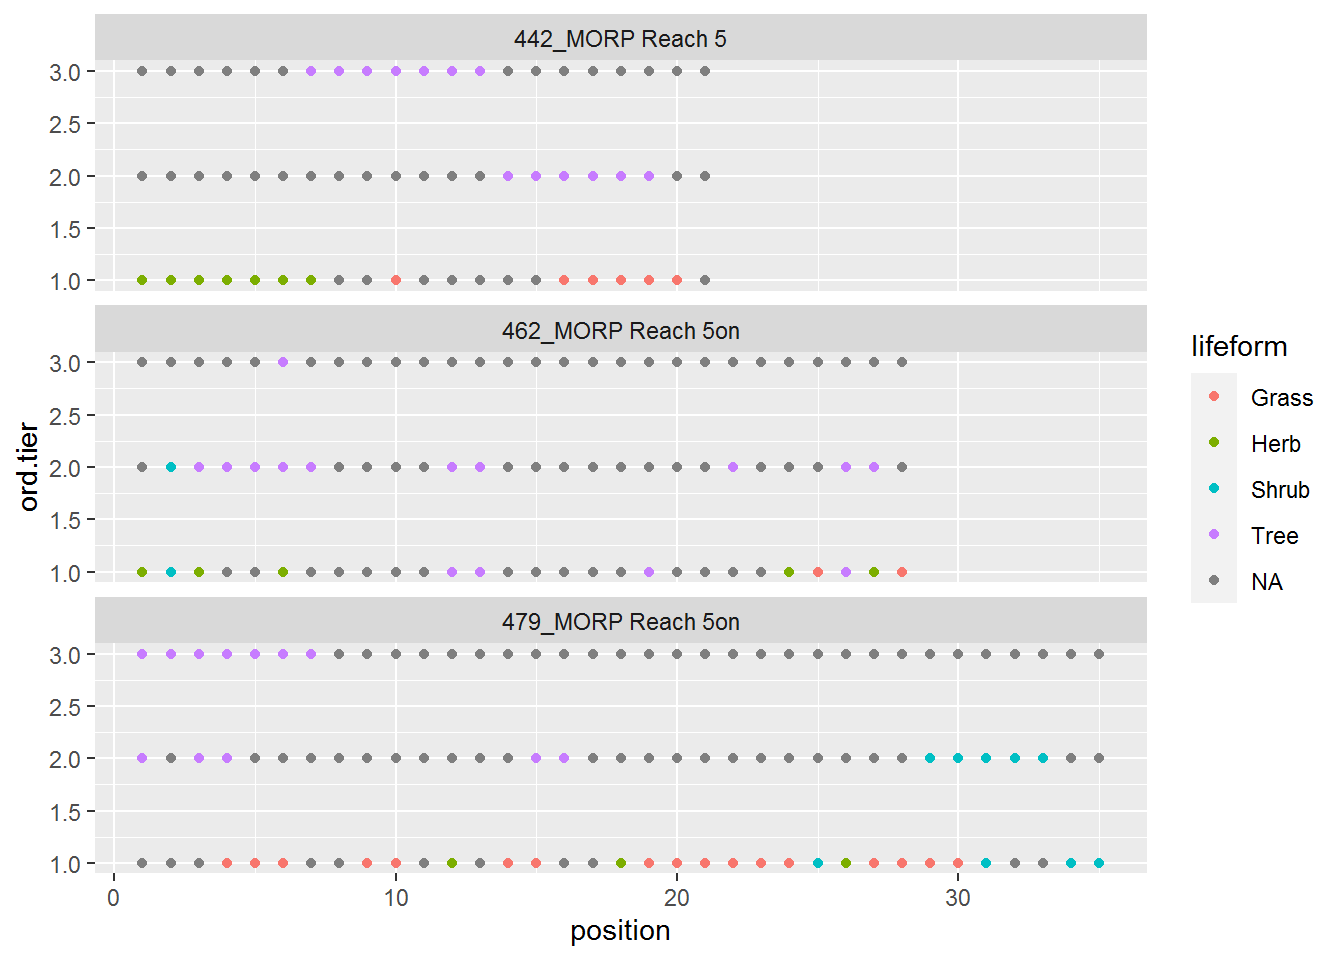 442_MORP Reach 5
3.0
2.5
2.0
1.5
1.0
462_MORP Reach 5on
3.0
2.5
2.0
1.5
1.0
479_MORP Reach 5on
3.0
2.5
2.0
1.5
1.0
0 10 20 30
position
ord.tier
lifeform
Grass
Herb
Shrub
Tree
NA